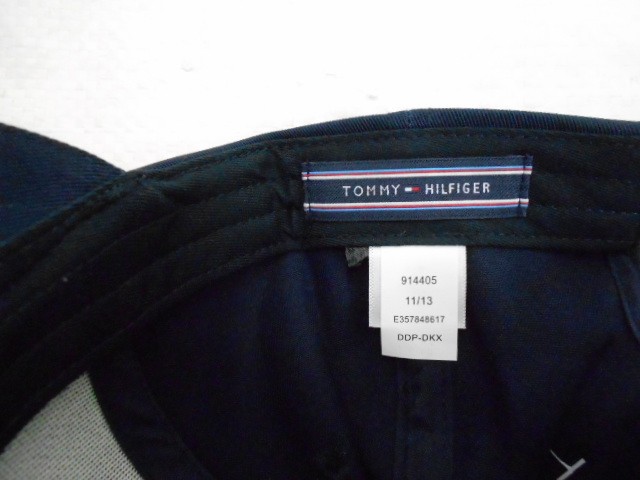 TOMMY HILFIGER
914405
11/13
E357848617
DDP-DKX